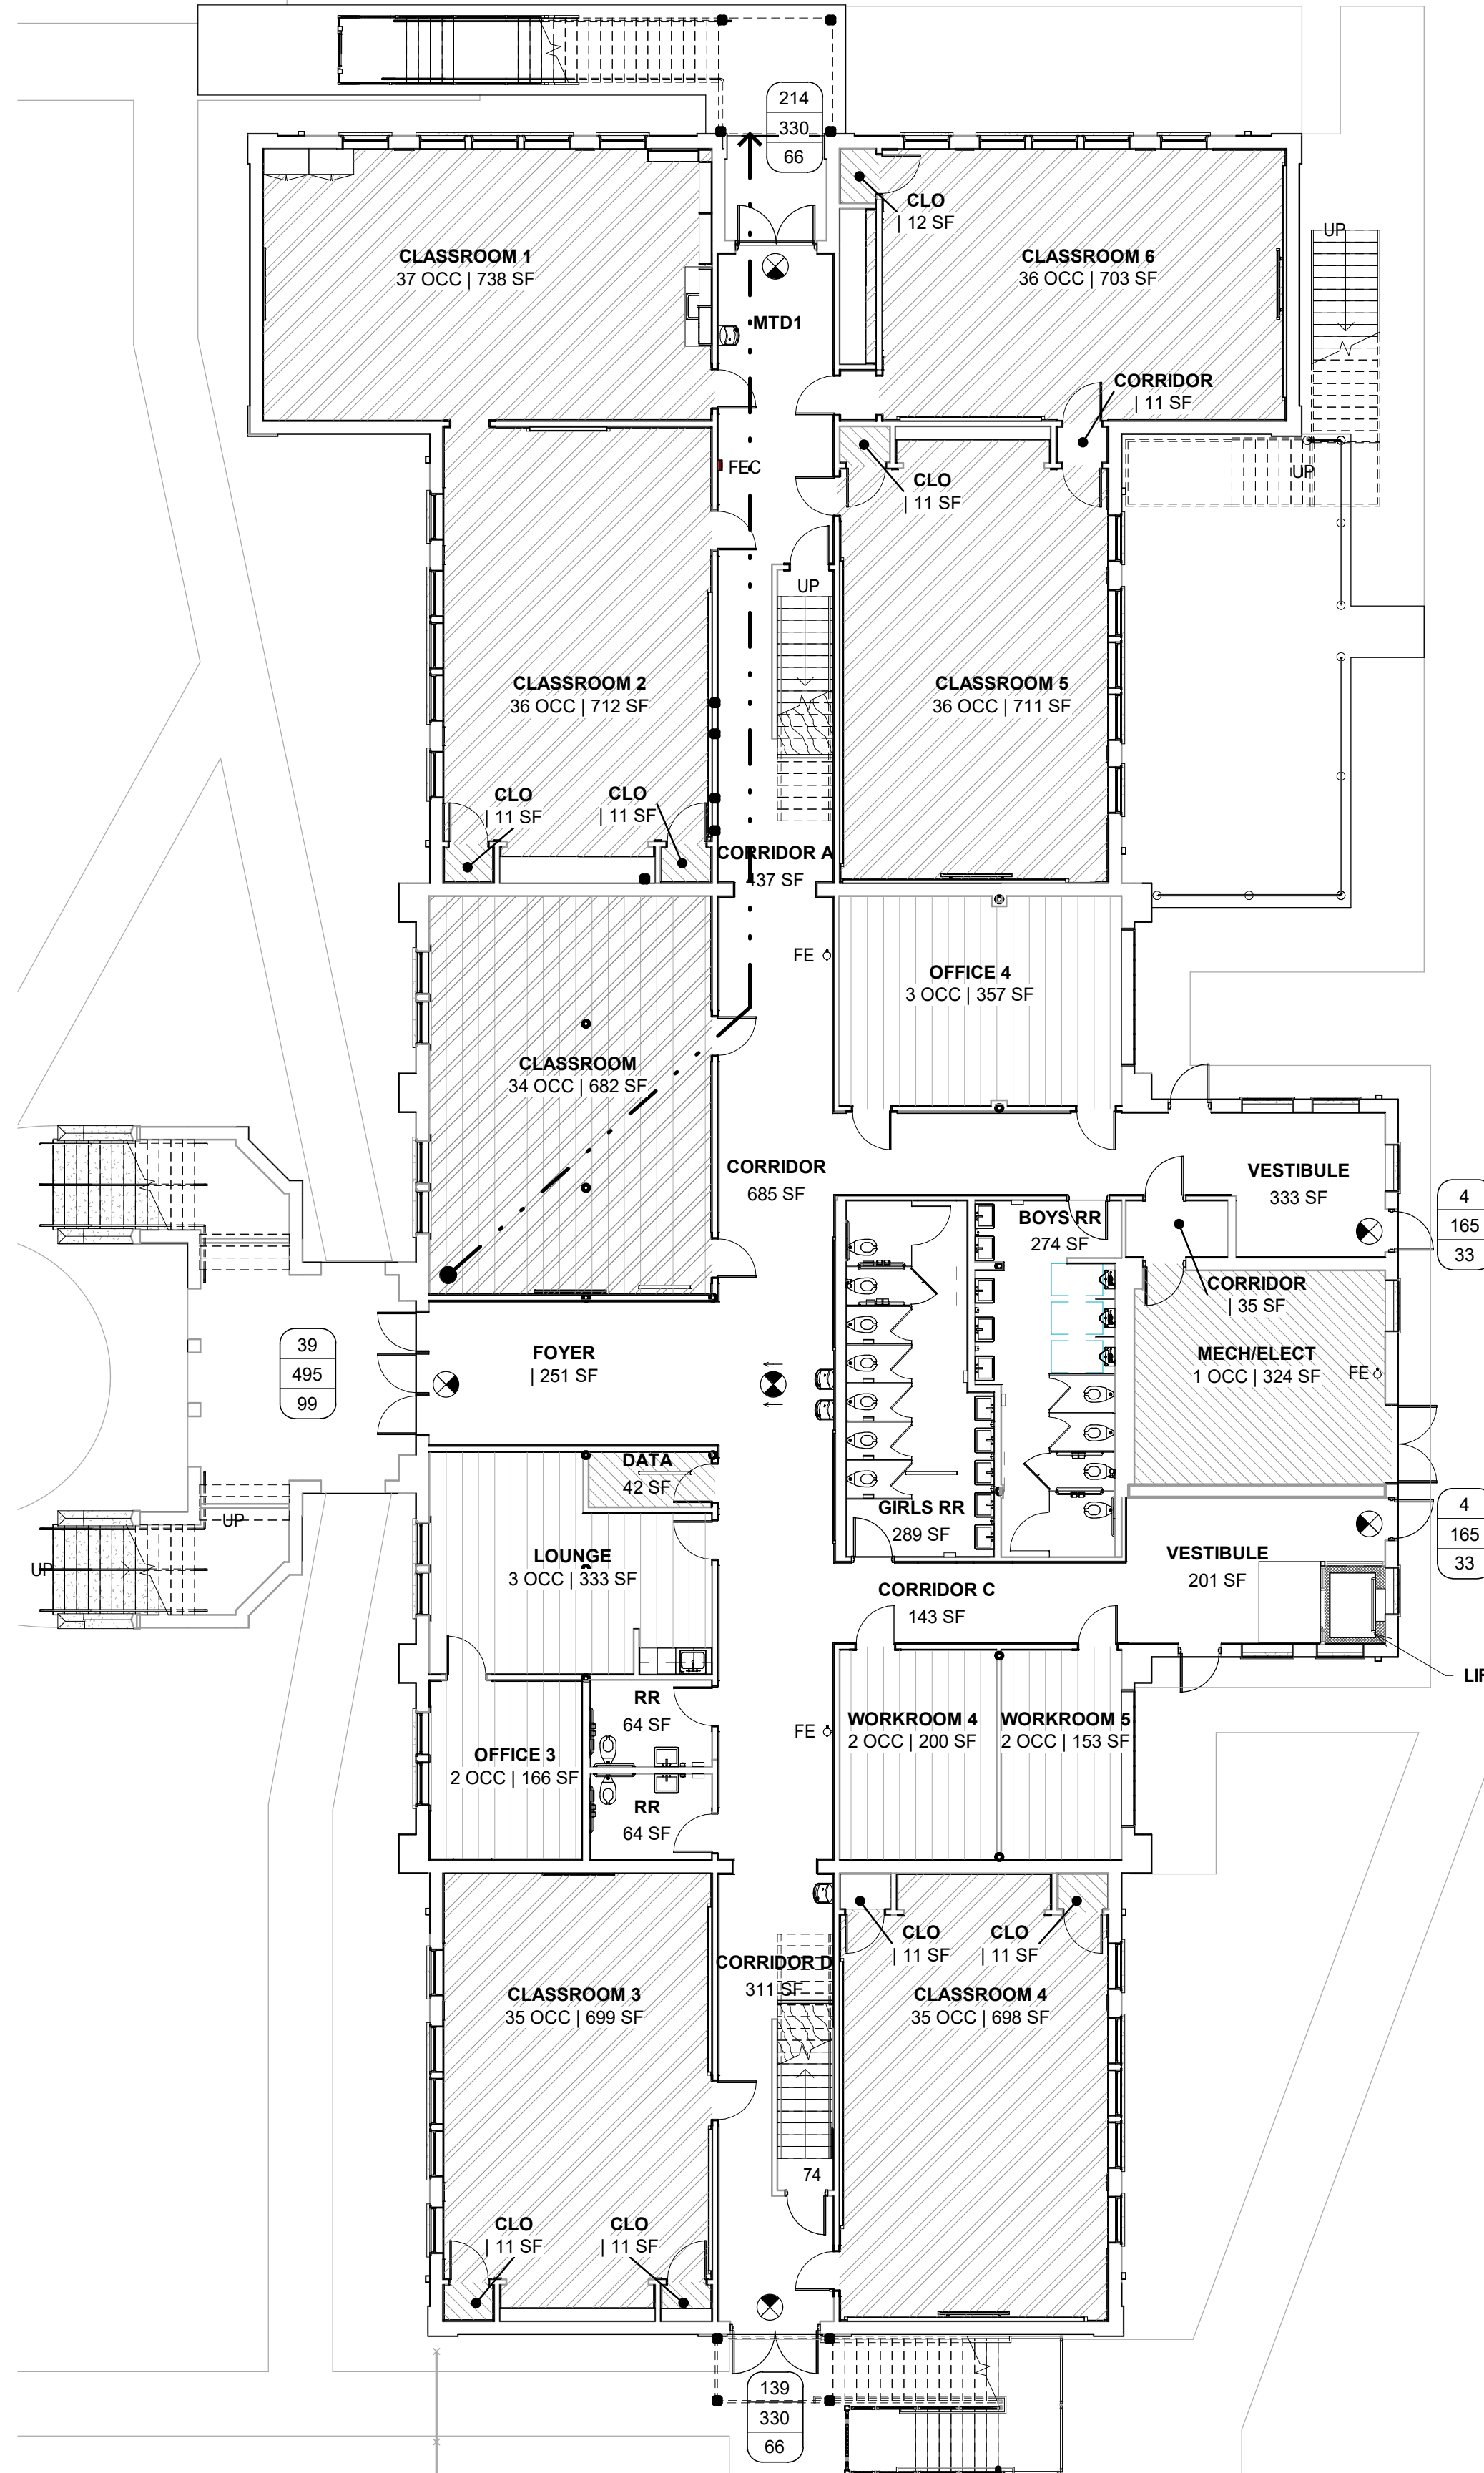 214
330
66
CLO
| 12 SF
CLASSROOM 1
37 OCC | 738 SF
CLASSROOM 6
36 OCC | 703 SF
UP
MTD1
CORRIDOR
| 11 SF
FEC
CLO
| 11 SF
UP
UP
CLASSROOM 2
36 OCC | 712 SF
CLASSROOM 5
36 OCC | 711 SF
CLO
| 11 SF
CLO
| 11 SF
CORRIDOR A
437 SF
FE
OFFICE 4
3 OCC | 357 SF
CLASSROOM
34 OCC | 682 SF
CORRIDOR
685 SF
VESTIBULE
333 SF
4
165
33
BOYS RR
274 SF
CORRIDOR
| 35 SF
39
495
99
FOYER
| 251 SF
MECH/ELECT
1 OCC | 324 SF
FE
DATA
42 SF
GIRLS RR
289 SF
4
165
33
UP
UP
LOUNGE
3 OCC | 333 SF
VESTIBULE
201 SF
CORRIDOR C
143 SF
RR
64 SF
FE
WORKROOM 4
2 OCC | 200 SF
WORKROOM 5
2 OCC | 153 SF
OFFICE 3
2 OCC | 166 SF
RR
64 SF
CLO
| 11 SF
CLO
| 11 SF
CORRIDOR D
311 SF
CLASSROOM 3
35 OCC | 699 SF
CLASSROOM 4
35 OCC | 698 SF
74
CLO
| 11 SF
CLO
| 11 SF
139
330
66